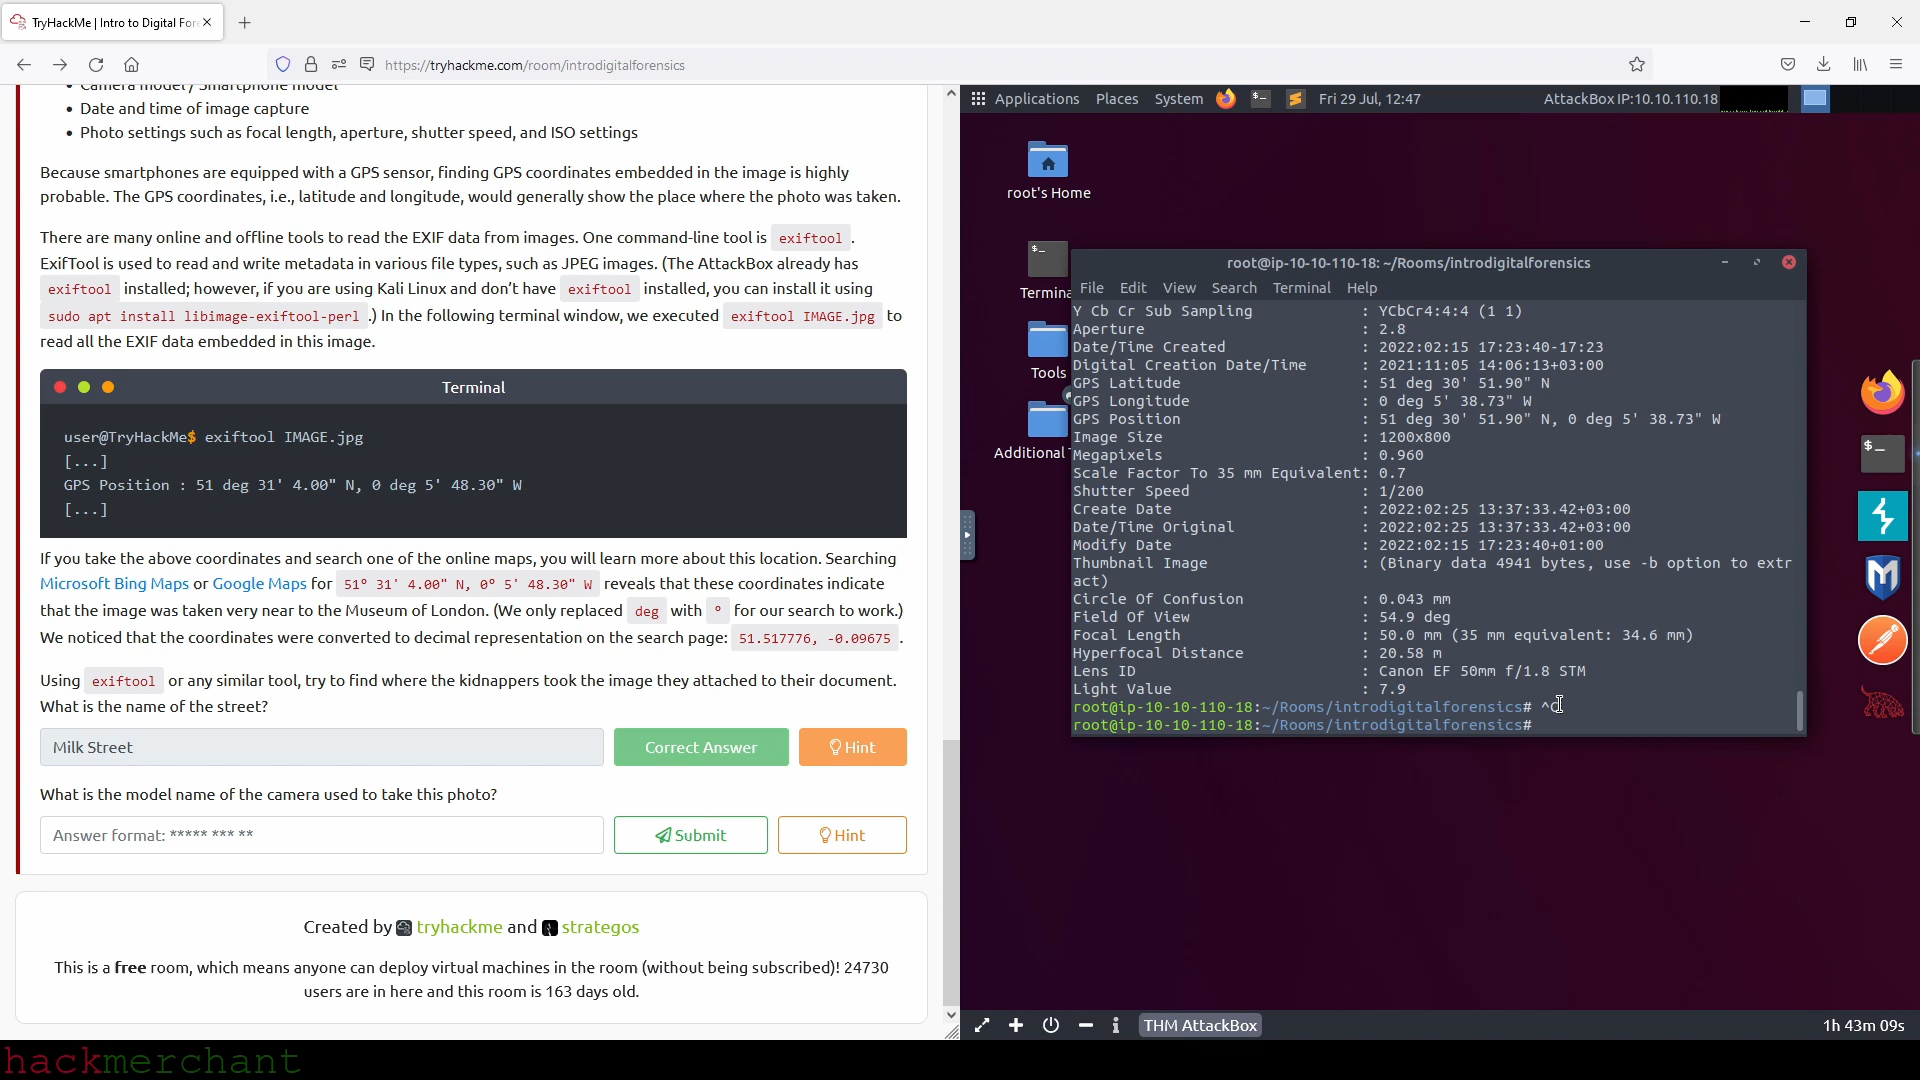 TryHackMe | Intro to Digital For
https://tryhackme.com/room/introdigitalforensics
• Camera model / Smartphone model
• Date and time of image capture
• Photo settings such as focal length, aperture, shutter speed, and ISO settings
Because smartphones are equipped with a GPS sensor, finding GPS coordinates embedded in the image is highly
probable. The GPS coordinates, i.e., latitude and longitude, would generally show the place where the photo was taken.
There are many online and offline tools to read the EXIF data from images. One command-line tool is exiftool .
ExifTool is used to read and write metadata in various file types, such as JPEG images. (The AttackBox already has
exiftool installed; however, if you are using Kali Linux and don’t have exiftool installed, you can install it using
sudo apt install libimage-exiftool-perl .) In the following terminal window, we executed exiftool IMAGE.jpg to
read all the EXIF data embedded in this image.
Terminal
user@TryHackMe$ exiftool IMAGE.jpg
[...]
GPS Position : 51 deg 31' 4.00" N, 0 deg 5' 48.30" W
[...]
If you take the above coordinates and search one of the online maps, you will learn more about this location. Searching
Microsoft Bing Maps or Google Maps for 51° 31' 4.00" N, 0° 5' 48.30" W reveals that these coordinates indicate
that the image was taken very near to the Museum of London. (We only replaced deg with ° for our search to work.)
We noticed that the coordinates were converted to decimal representation on the search page: 51.517776, -0.09675 .
Using exiftool or any similar tool, try to find where the kidnappers took the image they attached to their document.
What is the name of the street?
Milk Street
Correct Answer
Hint
What is the model name of the camera used to take this photo?
Answer format: ***** *** **
Submit
Hint
Created by tryhackme and strategos
This is a free room, which means anyone can deploy virtual machines in the room (without being subscribed)! 24730
users are in here and this room is 163 days old.
Applications Places System $_ Fri 29 Jul, 12:47 AttackBox IP:10.10.110.18
root's Home
$_
Termina
Tools
Additional T
root@ip-10-10-110-18: ~/Rooms/introdigitalforensics
File Edit View Search Terminal Help
Y Cb Cr Sub Sampling : YCbCr4:4:4 (1 1)
Aperture : 2.8
Date/Time Created : 2022:02:15 17:23:40-17:23
Digital Creation Date/Time : 2021:11:05 14:06:13+03:00
GPS Latitude : 51 deg 30' 51.90" N
GPS Longitude : 0 deg 5' 38.73" W
GPS Position : 51 deg 30' 51.90" N, 0 deg 5' 38.73" W
Image Size : 1200x800
Megapixels : 0.960
Scale Factor To 35 mm Equivalent: 0.7
Shutter Speed : 1/200
Create Date : 2022:02:25 13:37:33.42+03:00
Date/Time Original : 2022:02:25 13:37:33.42+03:00
Modify Date : 2022:02:15 17:23:40+01:00
Thumbnail Image : (Binary data 4941 bytes, use -b option to extr
act)
Circle Of Confusion : 0.043 mm
Field Of View : 54.9 deg
Focal Length : 50.0 mm (35 mm equivalent: 34.6 mm)
Hyperfocal Distance : 20.58 m
Lens ID : Canon EF 50mm f/1.8 STM
Light Value : 7.9
root@ip-10-10-110-18:~/Rooms/introdigitalforensics# ^C
root@ip-10-10-110-18:~/Rooms/introdigitalforensics#
$_
THM AttackBox
1h 43m 09s
hackmerchant